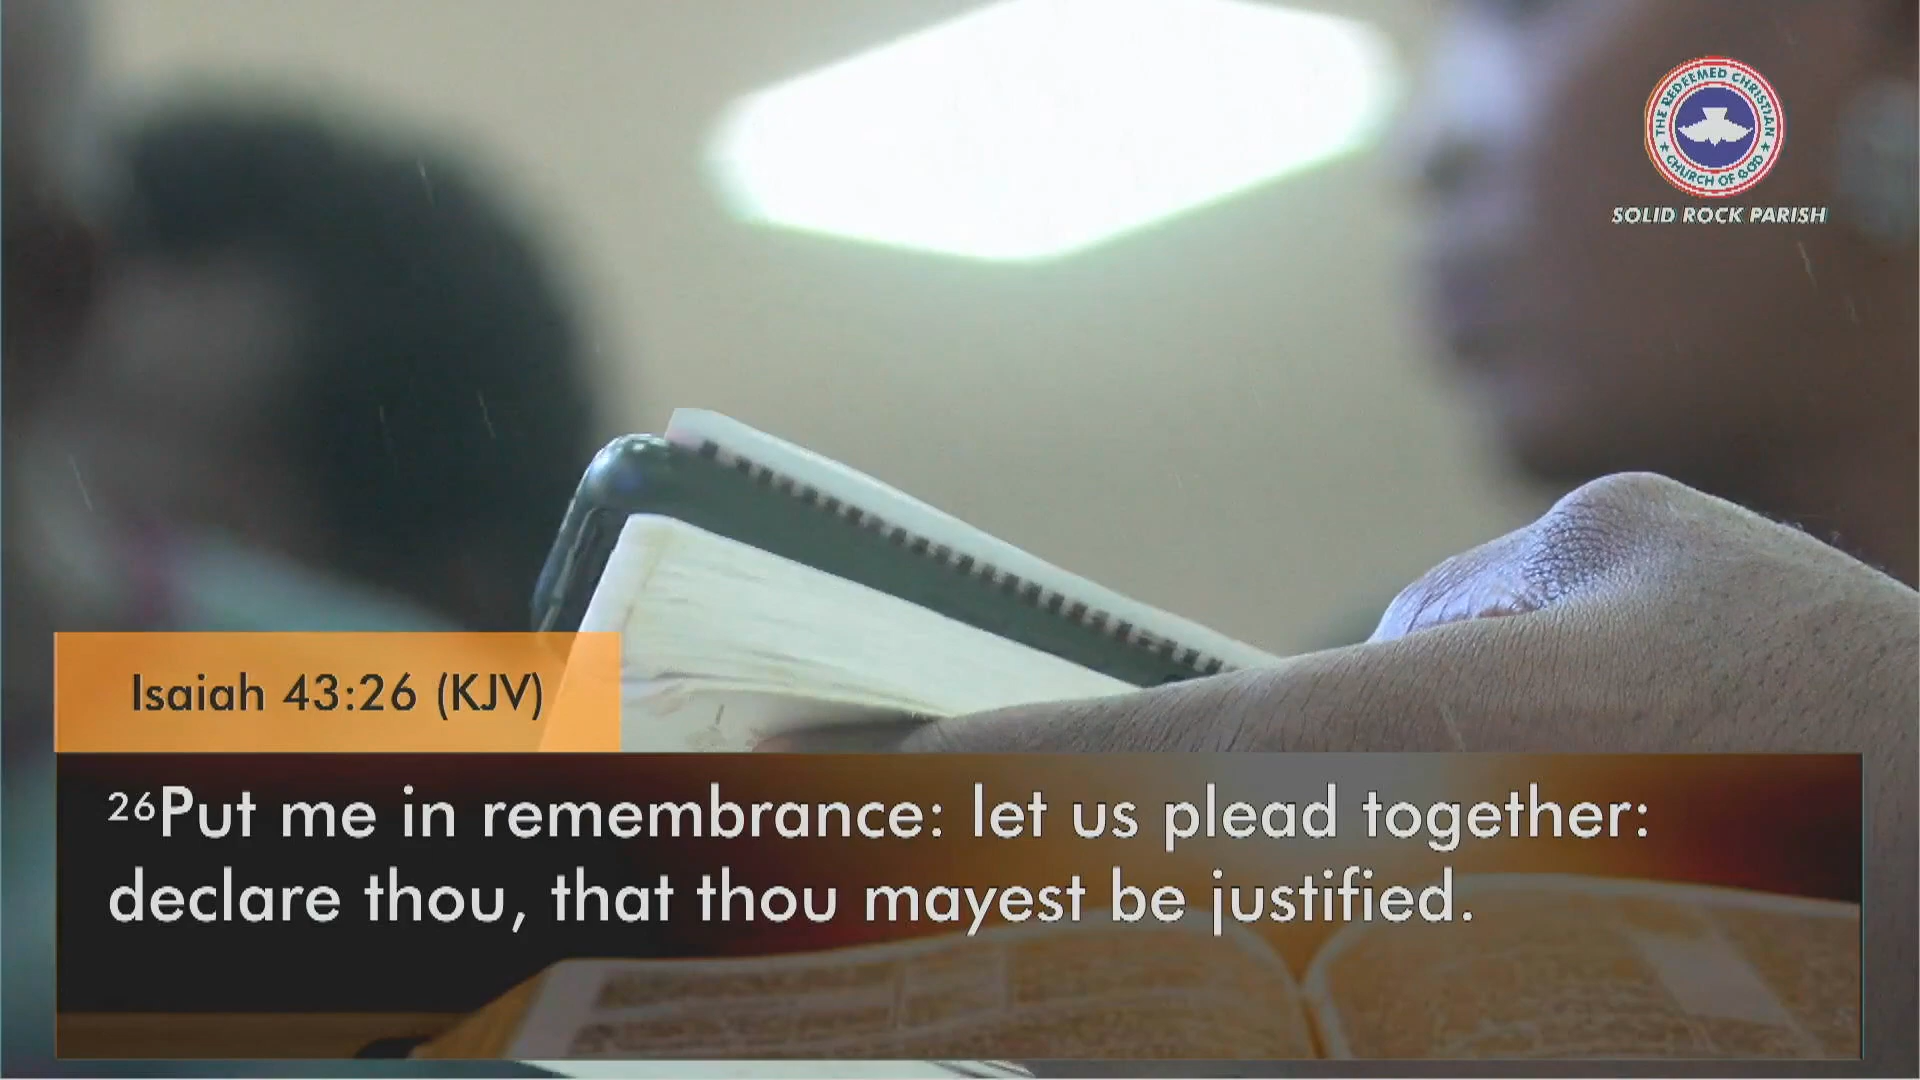 THE REDEEMED CHRISTIAN
CHURCH OF GOD
SOLID ROCK PARISH
Isaiah 43:26 (KJV)
26Put me in remembrance: let us plead together:
declare thou, that thou mayest be justified.